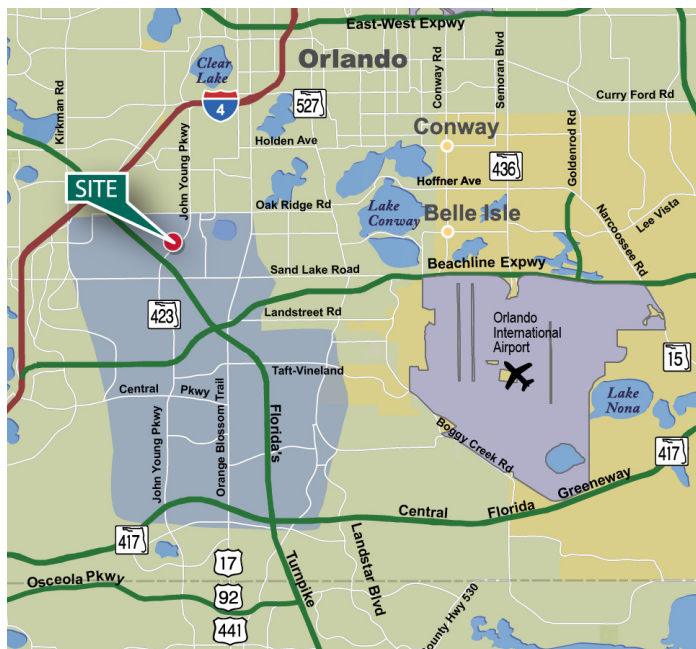 East-West Expwy
Orlando
Clear
Lake
Kirkman Rd
4
527
Conway Rd
Semoran Blvd
Curry Ford Rd
John Young Pkwy
Holden Ave
Conway
436
Goldenrod Rd
SITE
Hoffner Ave
Oak Ridge Rd
Lake
Conway
Belle Isle
Narcoossee Rd
Lee Vista
Sand Lake Road
Beachline Expwy
423
Landstreet Rd
Orlando
International
Airport
15
Taft-Vineland
Central Pkwy
Lake
Nona
John Young Pkwy
Orange Blossom Trail
Florida's
Boggy Creek Rd
417
Central Florida Greeneway
417
17
Osceola Pkwy
92
441
Turnpike
Landstar Blvd
County Hwy 530